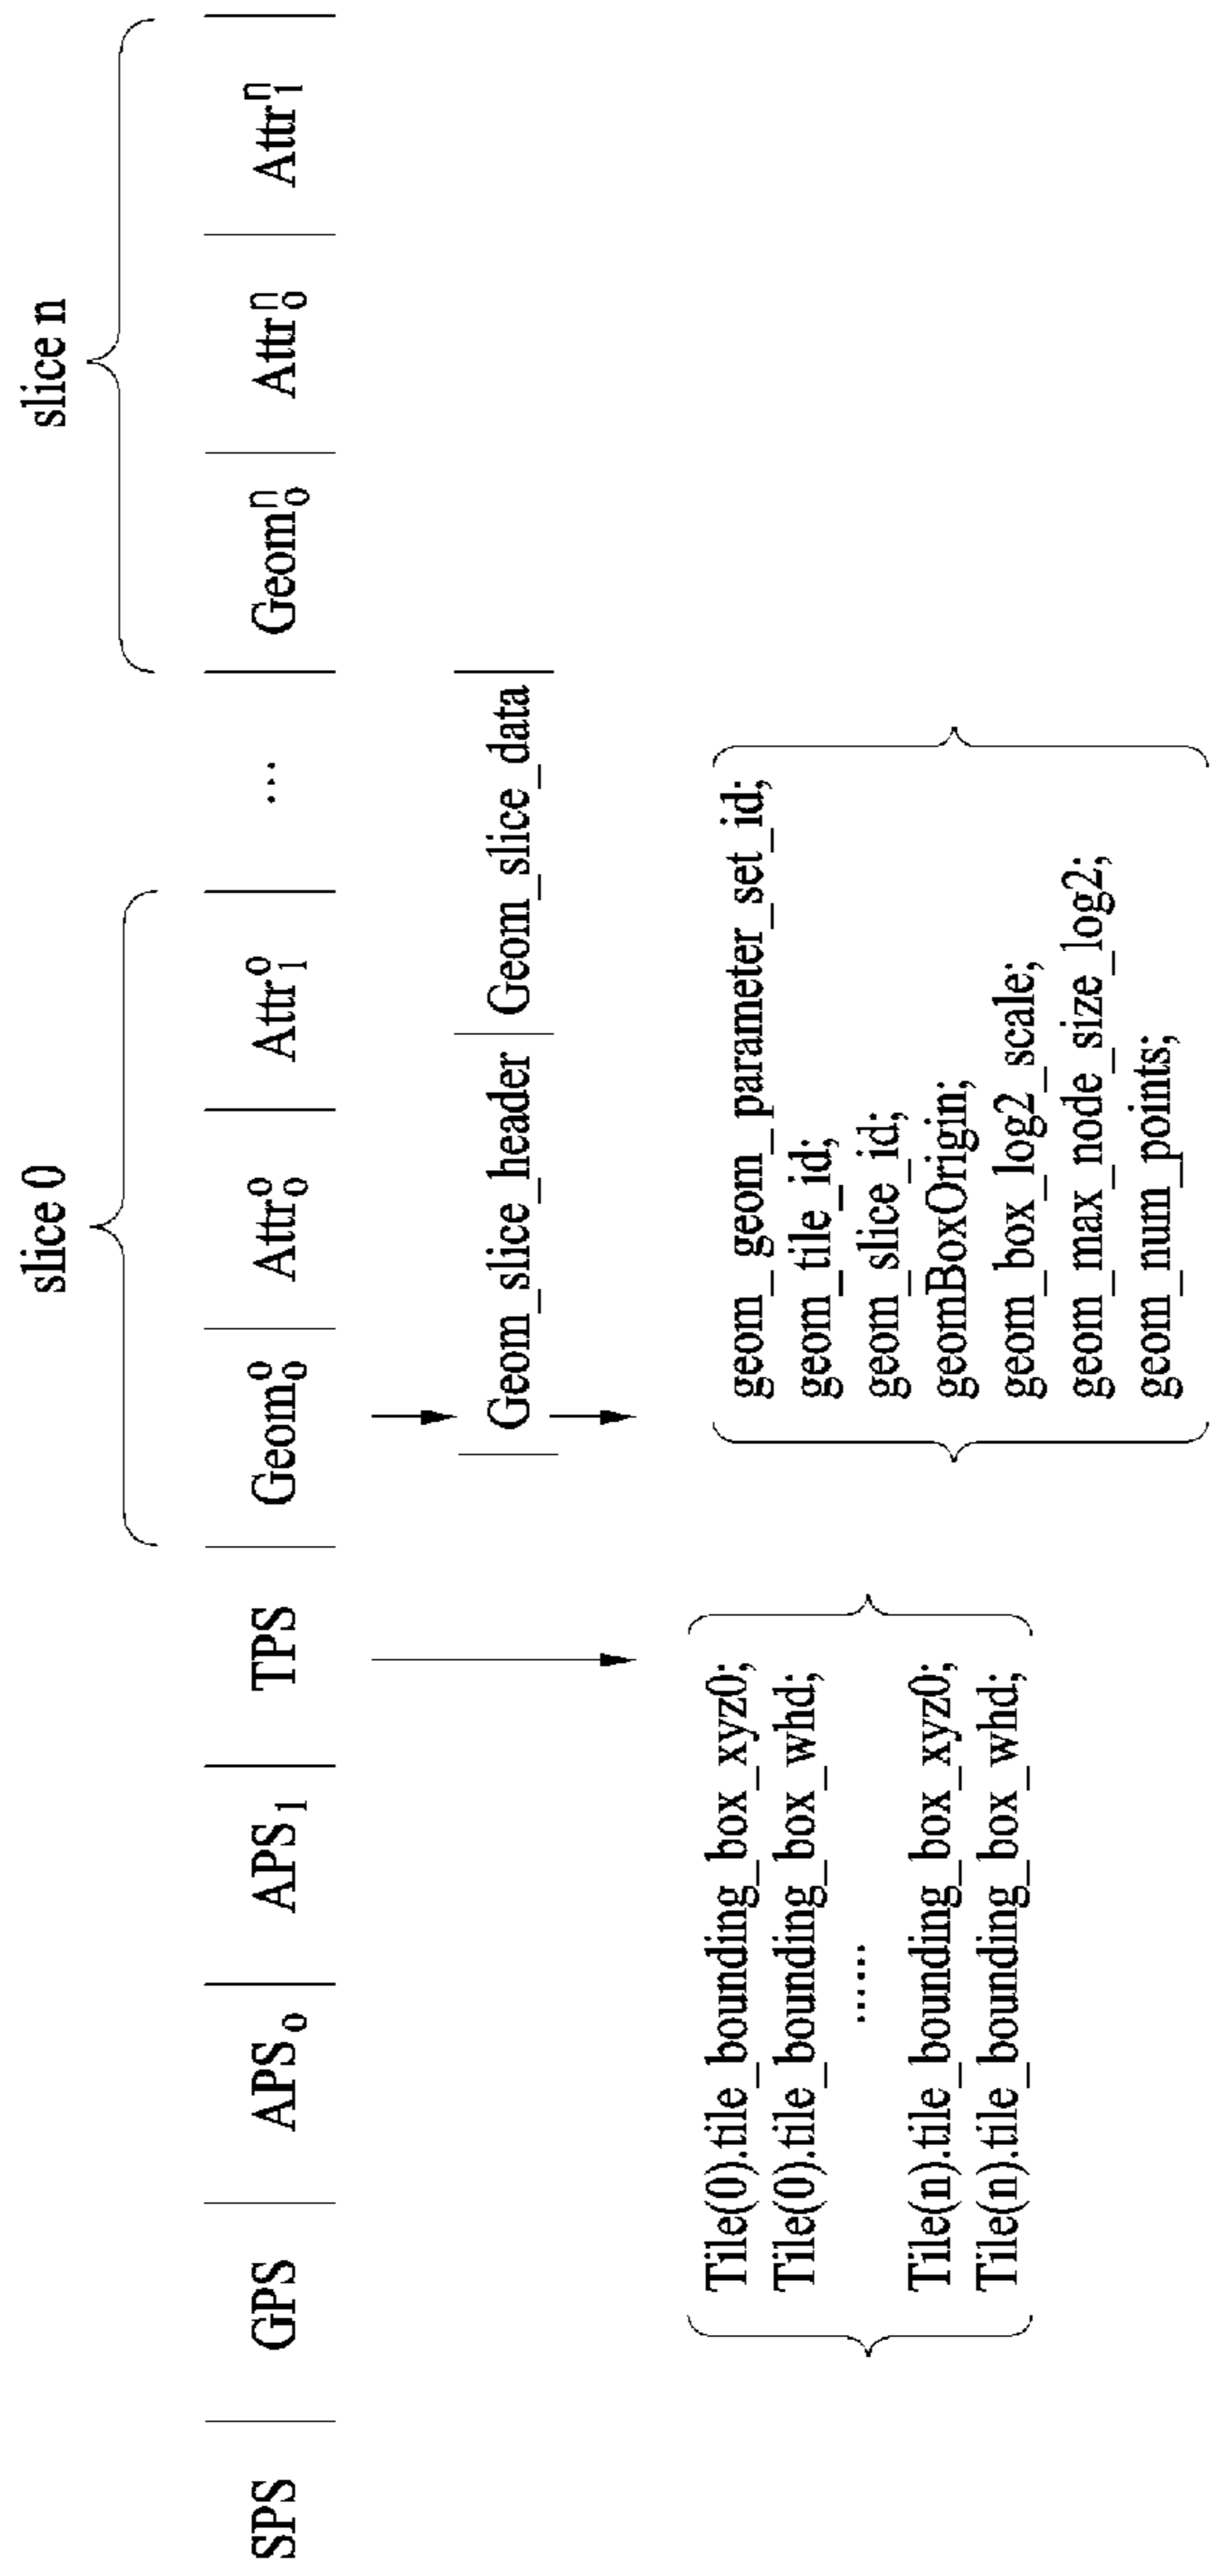 slice 0
slice n
SPS GPS APS₀ APS₁ TPS Geom₀⁰ Attr₀⁰ Attr₁⁰ ... Geom₀ⁿ Attr₀ⁿ Attr₁ⁿ
Geom_slice_header Geom_slice_data
Tile(0).tile_bounding_box_xyz0;
Tile(0).tile_bounding_box_whd;
......
Tile(n).tile_bounding_box_xyz0;
Tile(n).tile_bounding_box_whd;
geom_geom_parameter_set_id;
geom_tile_id;
geom_slice_id;
geomBoxOrigin;
geom_box_log2_scale;
geom_max_node_size_log2;
geom_num_points;